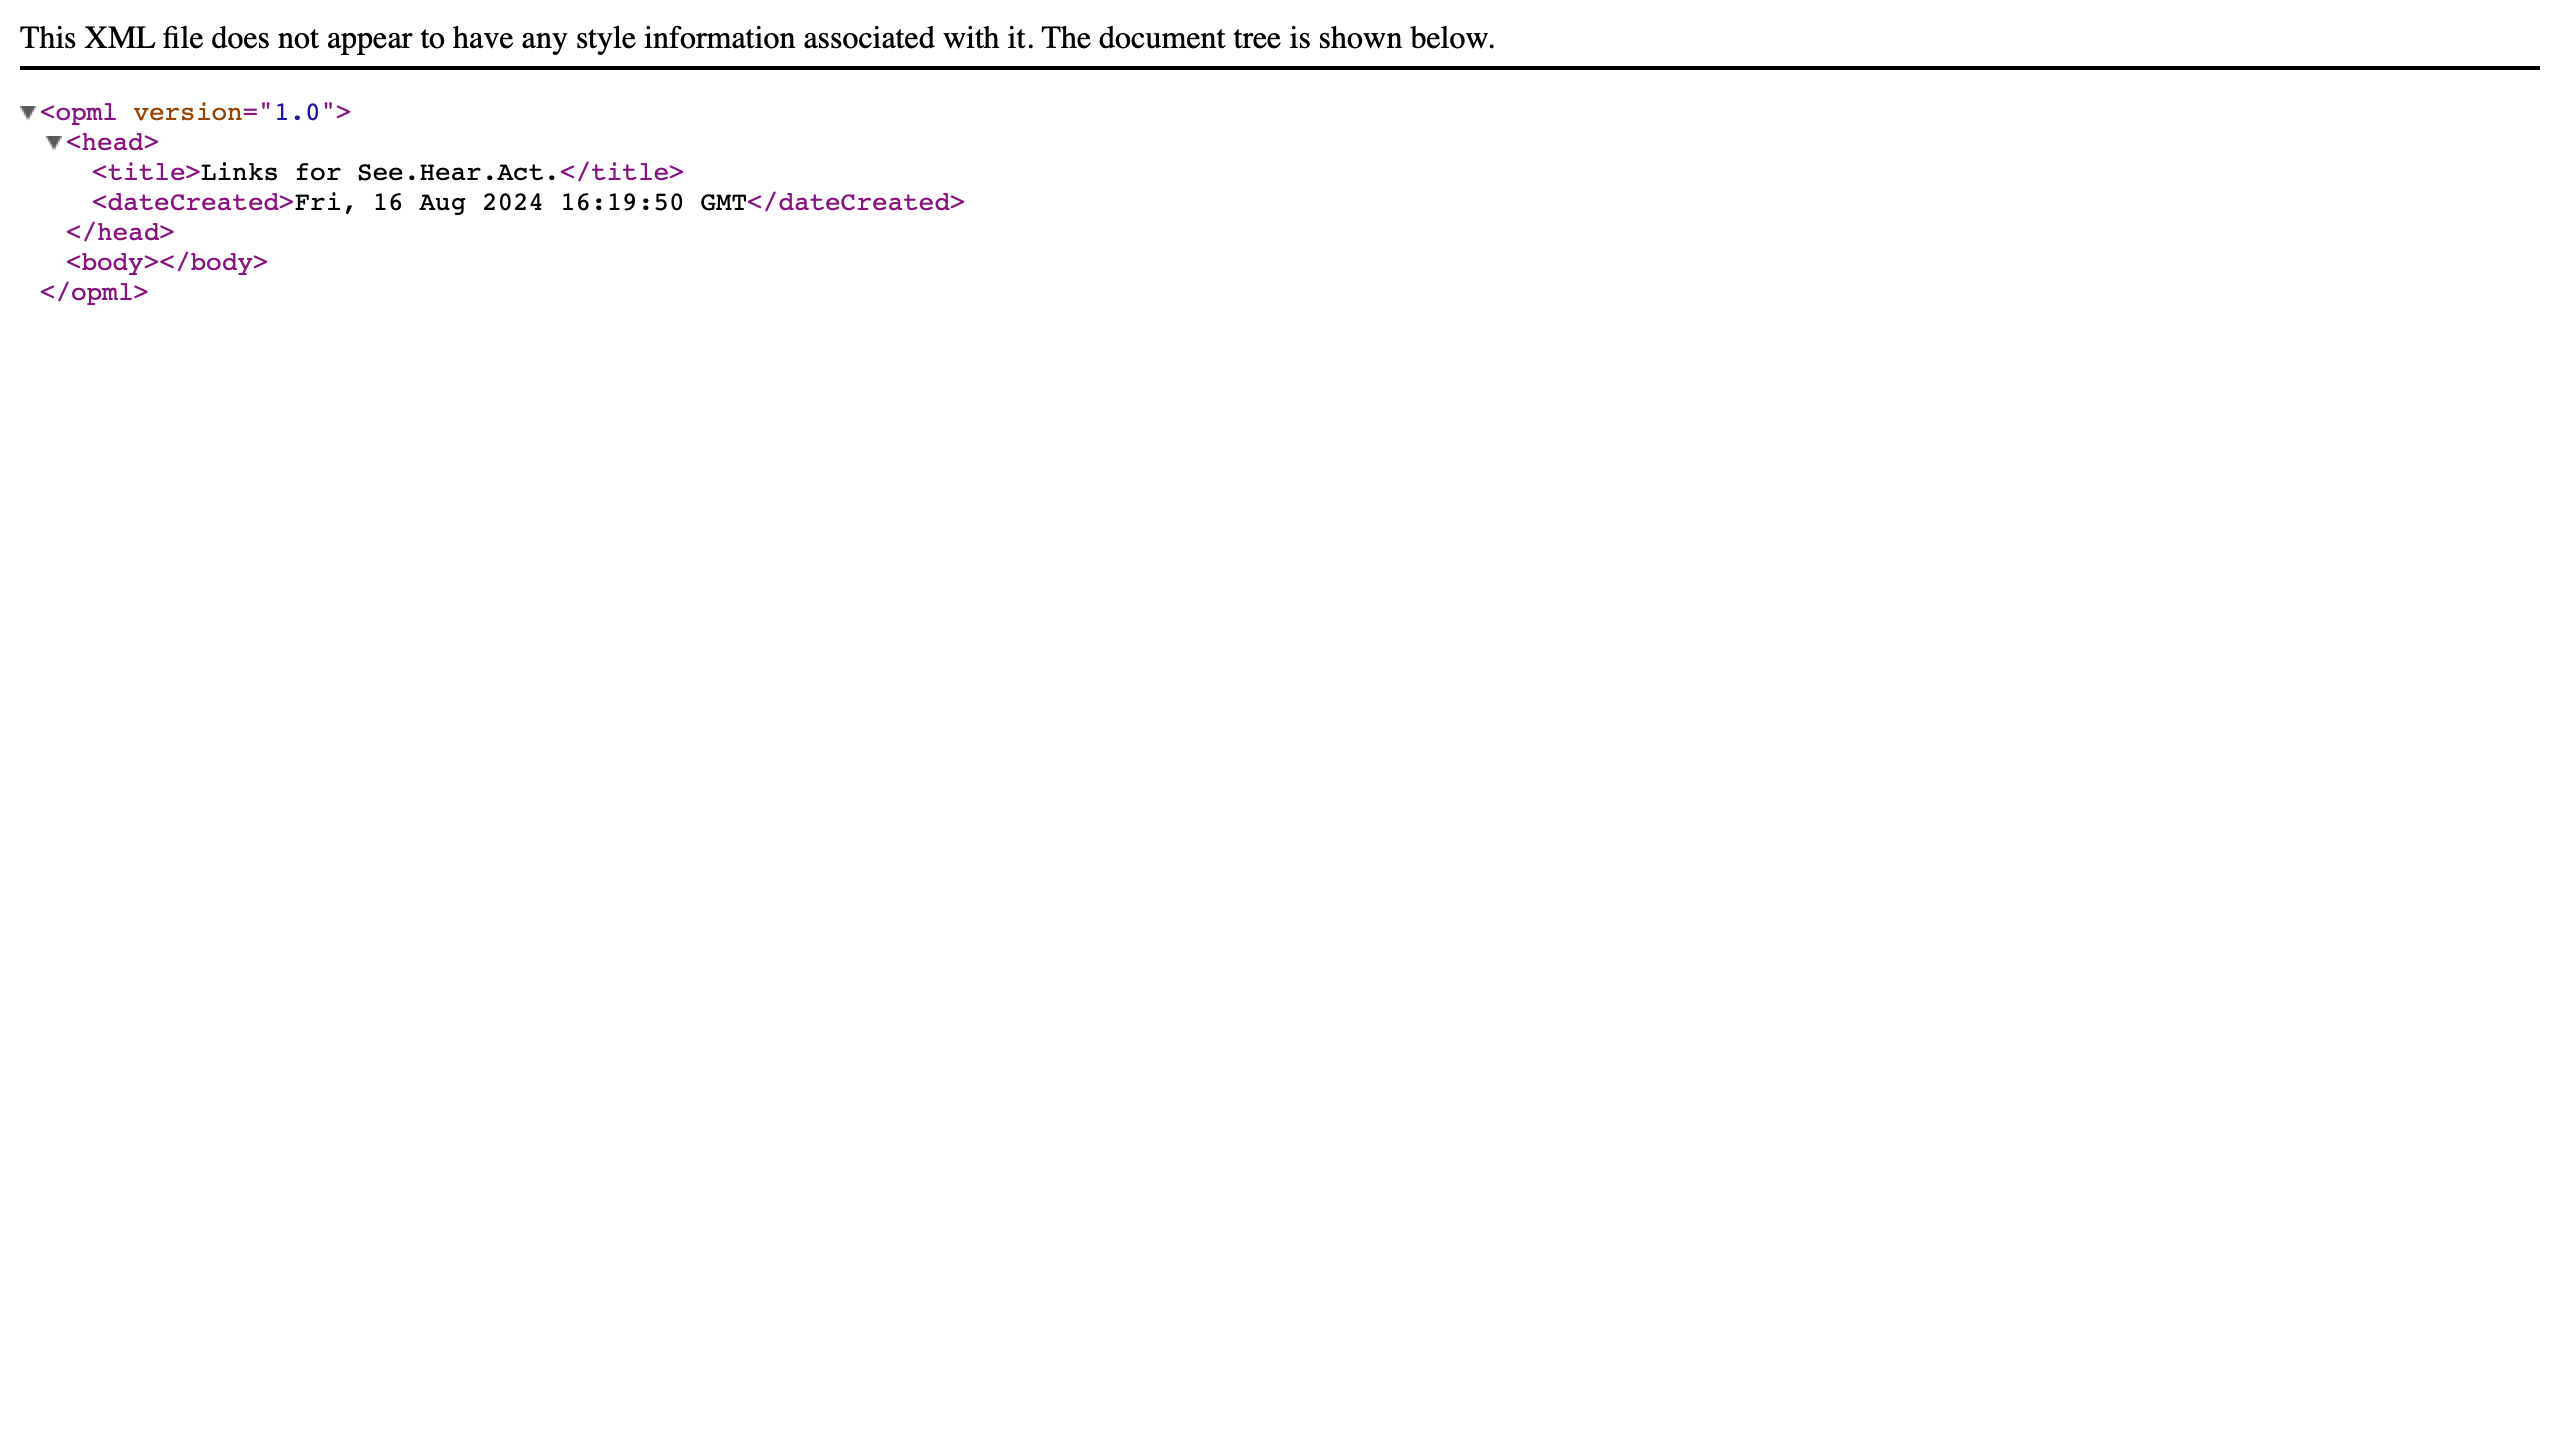 This XML file does not appear to have any style information associated with it. The document tree is shown below.
<opml version="1.0">
<head>
<title>Links for See.Hear.Act.</title>
<dateCreated>Fri, 16 Aug 2024 16:19:50 GMT</dateCreated>
</head>
<body></body>
</opml>